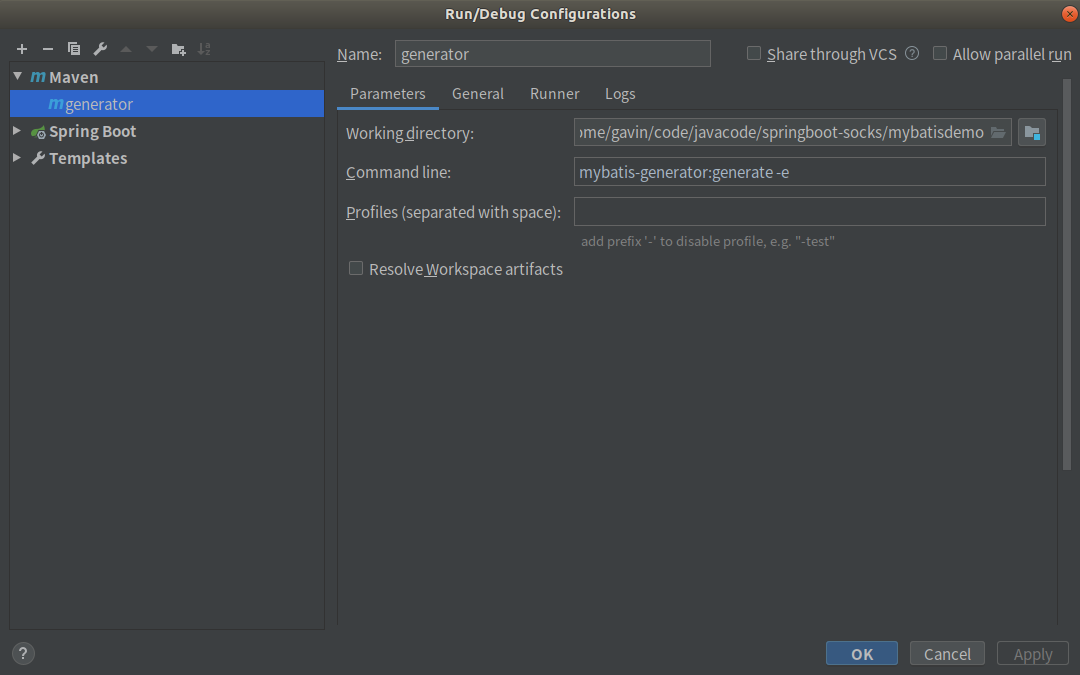 Run/Debug Configurations
Name: generator
Share through VCS ?
Allow parallel run
Maven
generator
Spring Boot
Templates
Parameters General Runner Logs
Working directory: ome/gavin/code/javacode/springboot-socks/mybatisdemo
Command line: mybatis-generator:generate -e
Profiles (separated with space):
add prefix '-' to disable profile, e.g. "-test"
Resolve Workspace artifacts
? OK Cancel Apply